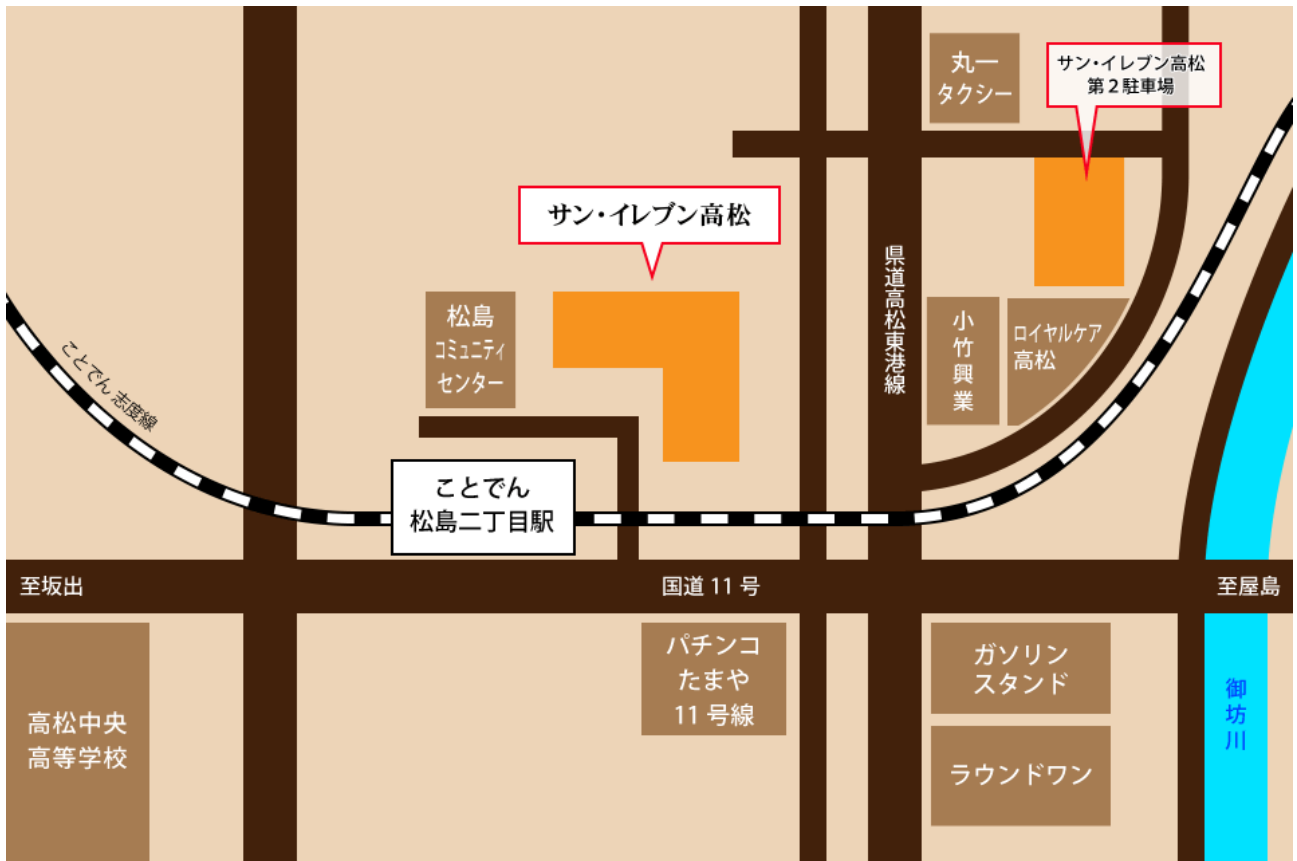 丸一
タクシー
サン・イレブン高松
第2駐車場
サン・イレブン高松
県道高松東港線
松島
コミュニティ
センター
小竹興業
ロイヤルケア
高松
ことでん 志度線
ことでん
松島二丁目駅
至坂出
国道 11 号
至屋島
高松中央
高等学校
パチンコ
たまや
11 号線
ガソリン
スタンド
ラウンドワン
御坊川